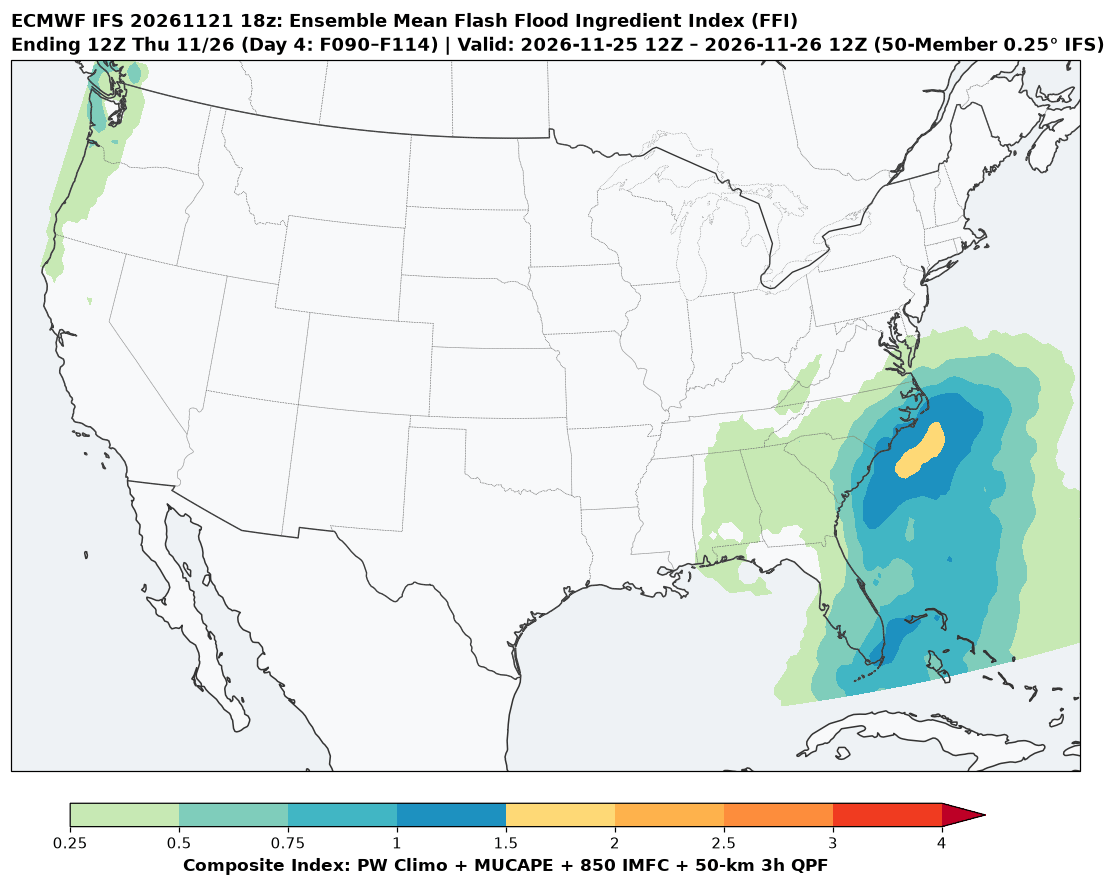 ECMWF IFS 20261121 18z: Ensemble Mean Flash Flood Ingredient Index (FFI)
Ending 12Z Thu 11/26 (Day 4: F090–F114) | Valid: 2026-11-25 12Z – 2026-11-26 12Z (50-Member 0.25° IFS)
0.25 0.5 0.75 1 1.5 2 2.5 3 4
Composite Index: PW Climo + MUCAPE + 850 IMFC + 50-km 3h QPF